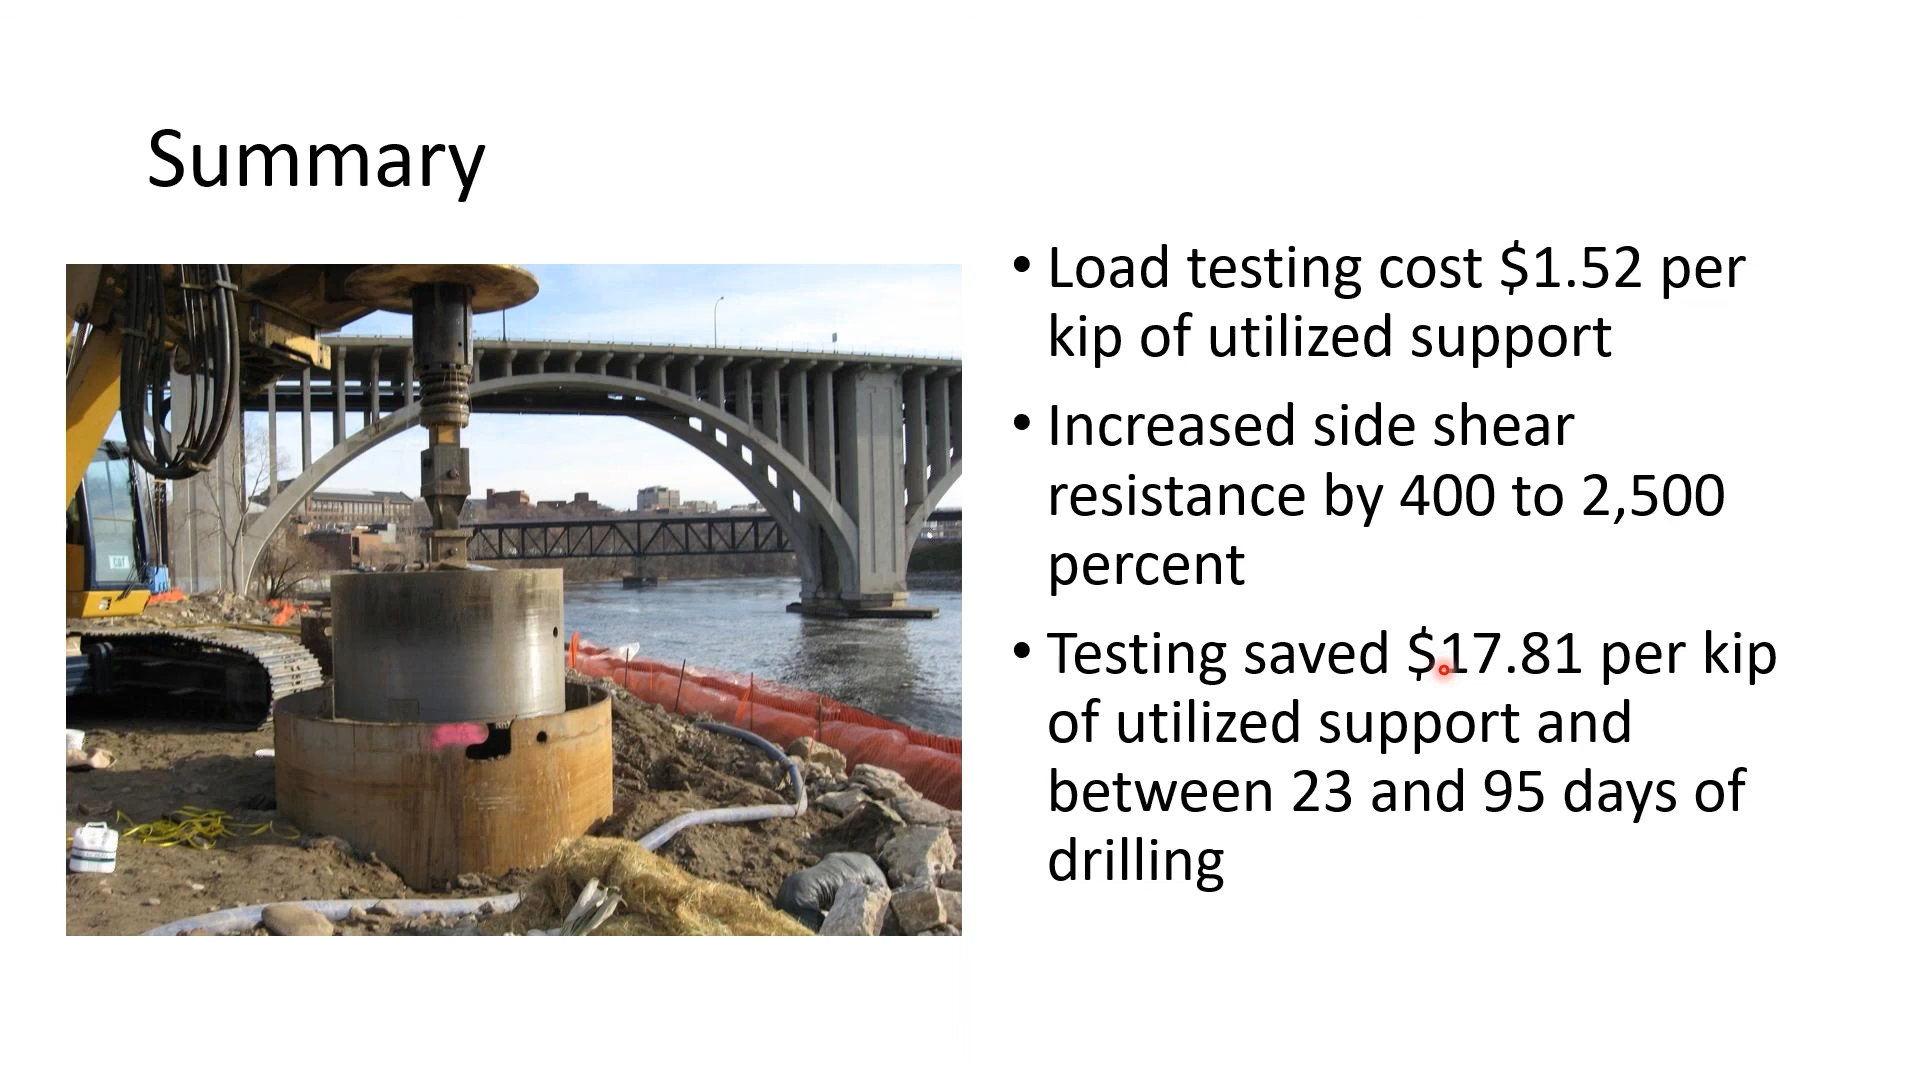 Summary
• Load testing cost $1.52 per
kip of utilized support
• Increased side shear
resistance by 400 to 2,500
percent
• Testing saved $17.81 per kip
of utilized support and
between 23 and 95 days of
drilling